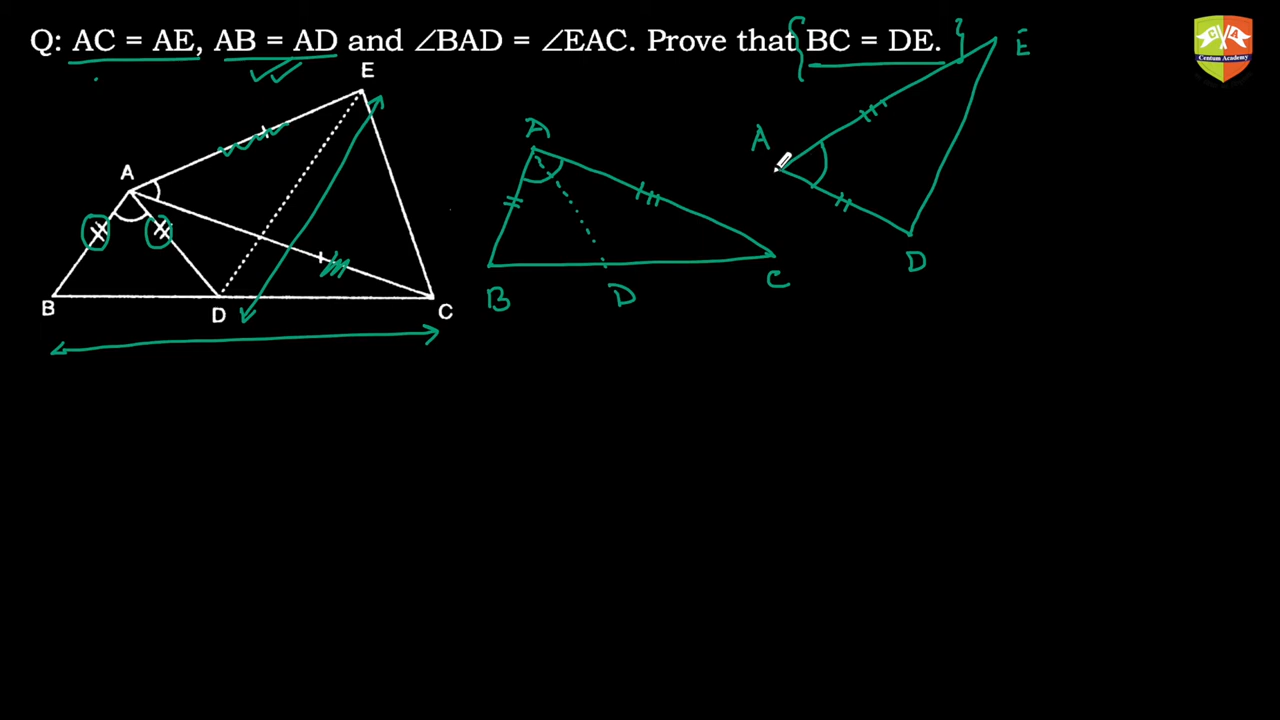 Q: AC = AE, AB = AD and ∠BAD = ∠EAC. Prove that { BC = DE. }
C A
Centum Academy
E
A
B
D
C
A
B
D
C
A
E
D